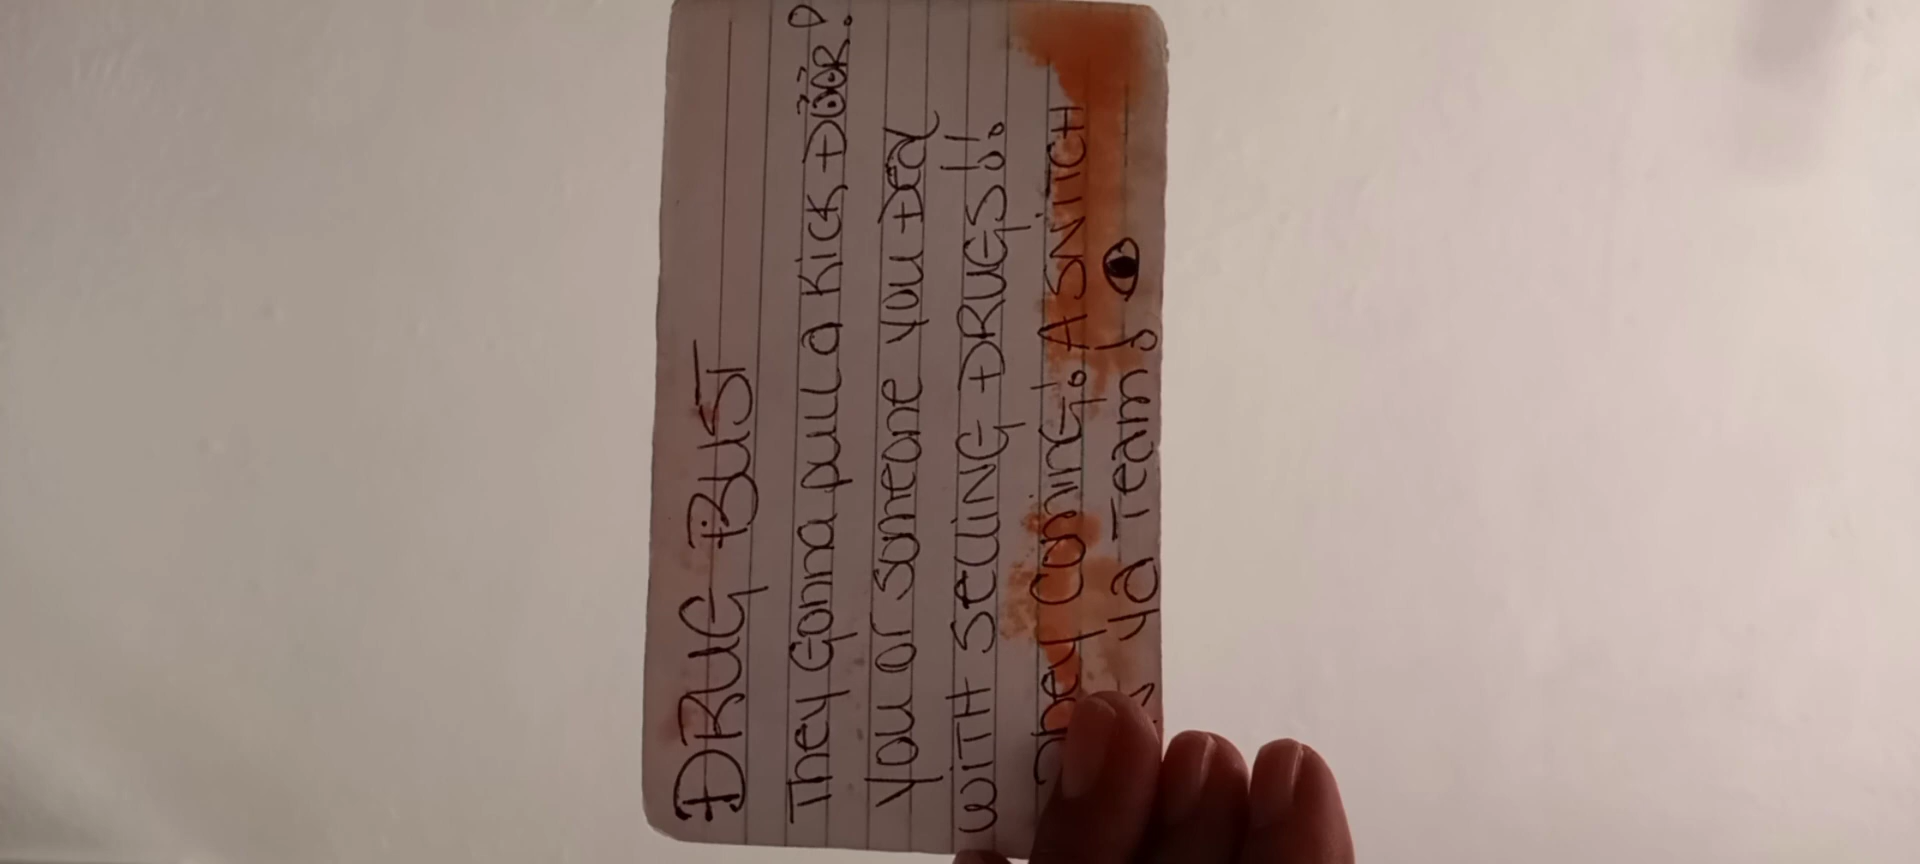 DRUG BUST
They Gonna pull a Kick DOOR!
you or someone you Deal
WITH SELLING DRUGS!!
They Coming! A SNITCH
ya Team!